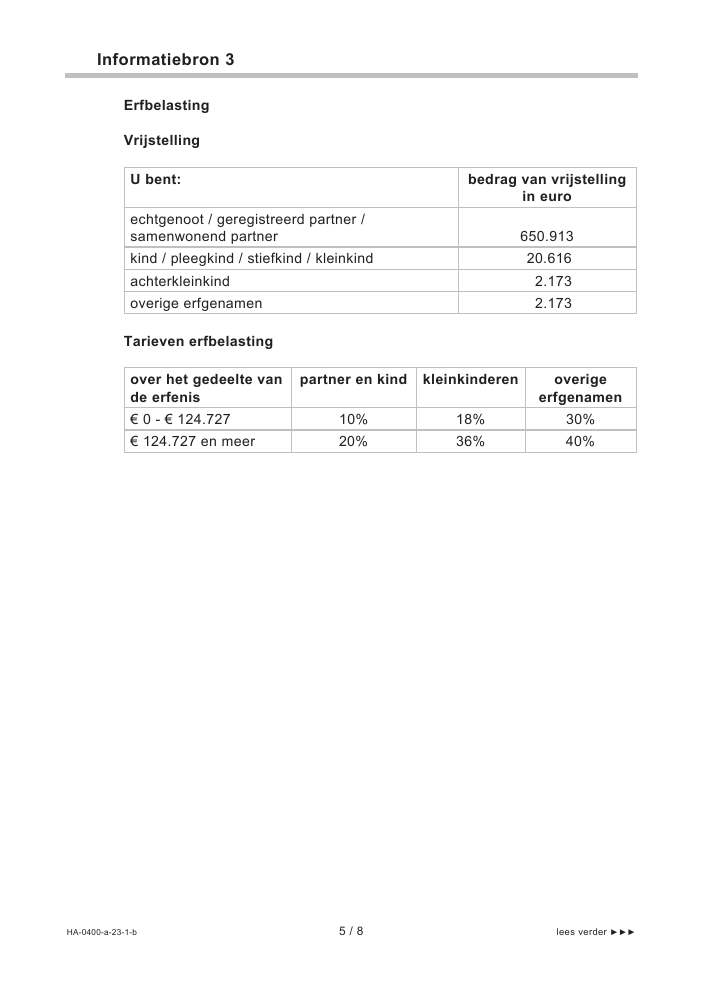 Informatiebron 3
Erfbelasting
Vrijstelling
U bent:
bedrag van vrijstelling
in euro
echtgenoot / geregistreerd partner /
samenwonend partner
650.913
kind / pleegkind / stiefkind / kleinkind
20.616
achterkleinkind
2.173
overige erfgenamen
2.173
Tarieven erfbelasting
over het gedeelte van
de erfenis
partner en kind
kleinkinderen
overige
erfgenamen
€ 0 - € 124.727
10%
18%
30%
€ 124.727 en meer
20%
36%
40%
HA-0400-a-23-1-b
5 / 8
lees verder ►►►